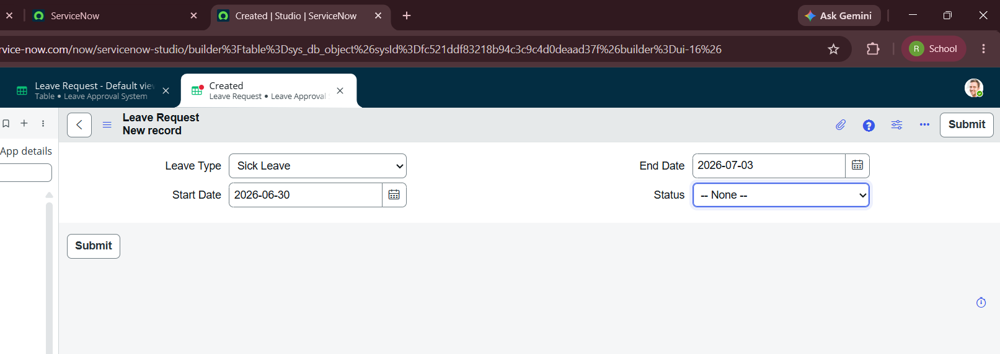 ServiceNow
Created | Studio | ServiceNow
Ask Gemini
rvice-now.com/now/servicenow-studio/builder%3Ftable%3Dsys_db_object%26sysId%3Dfc521ddf83218b94c3c9c4d0deaad37f%26builder%3Dui-16%26
R School
Leave Request - Default view
Table • Leave Approval System
Created
Leave Request • Leave Approval S
Leave Request
New record
Submit
App details
Leave Type Sick Leave
End Date 2026-07-03
Start Date 2026-06-30
Status -- None --
Submit